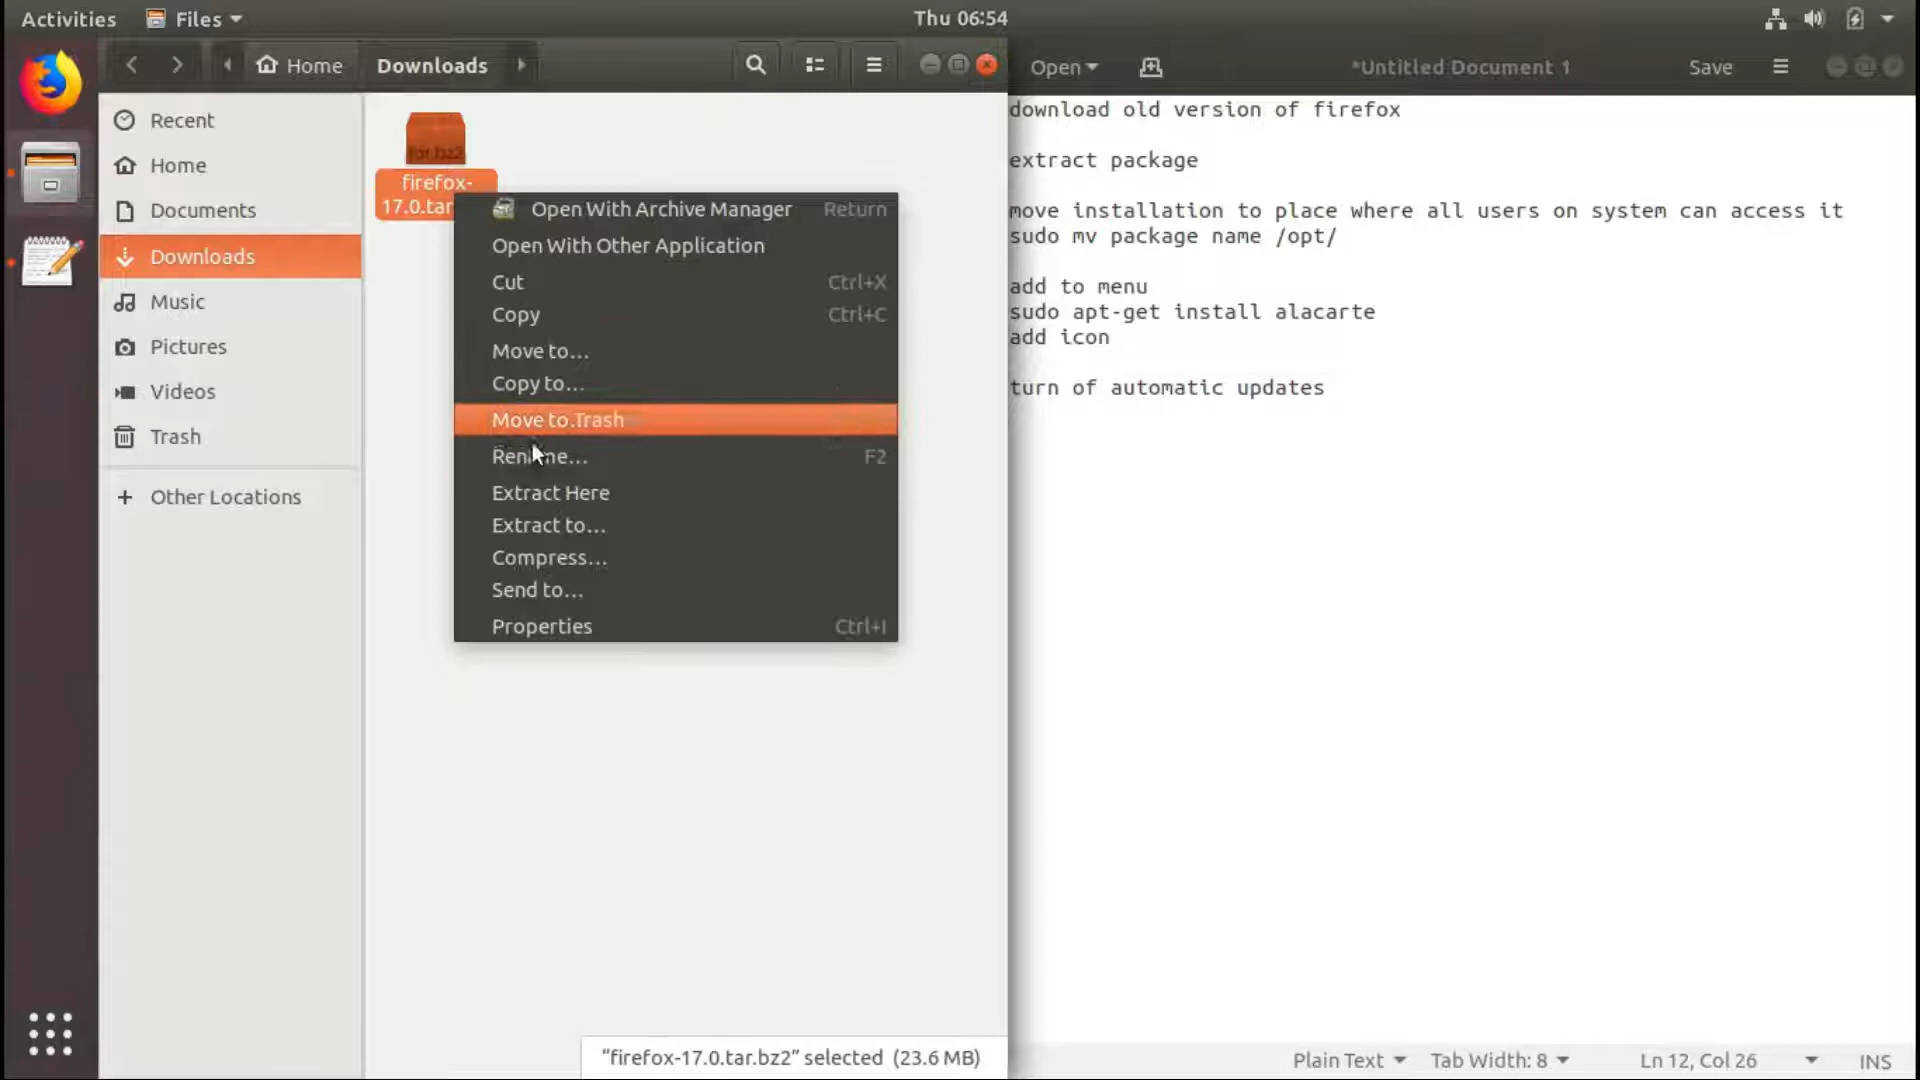 Activities
Files
Thu 06:54
Home
Downloads
Open
*Untitled Document 1
Save
Recent
Home
Documents
Downloads
Music
Pictures
Videos
Trash
Other Locations
tar.bz2
firefox-
17.0.tar
Open With Archive Manager Return
Open With Other Application
Cut Ctrl+X
Copy Ctrl+C
Move to…
Copy to…
Move to Trash
Rename… F2
Extract Here
Extract to…
Compress…
Send to…
Properties Ctrl+I
"firefox-17.0.tar.bz2" selected (23.6 MB)
download old version of firefox
extract package
move installation to place where all users on system can access it
sudo mv package name /opt/
add to menu
sudo apt-get install alacarte
add icon
turn of automatic updates
Plain Text
Tab Width: 8
Ln 12, Col 26
INS